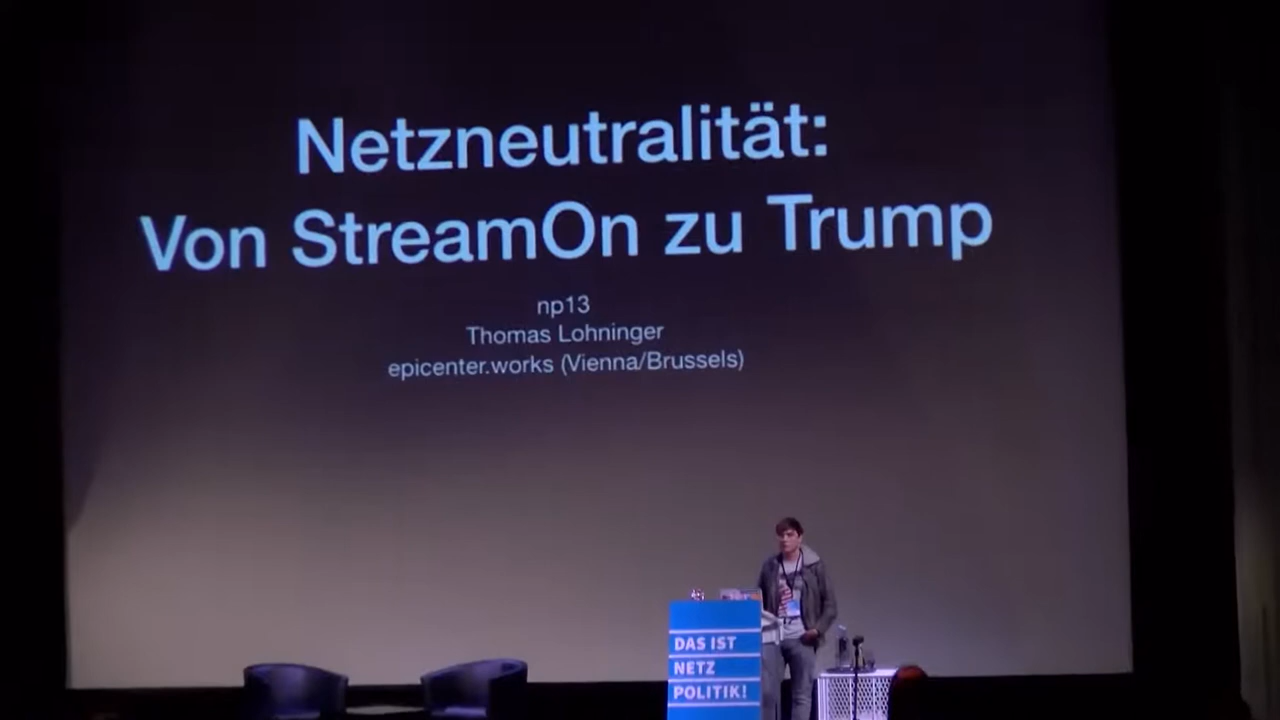 Netzneutralität:
Von StreamOn zu Trump
np13
Thomas Lohninger
epicenter.works (Vienna/Brussels)
DAS IST
NETZ
POLITIK!